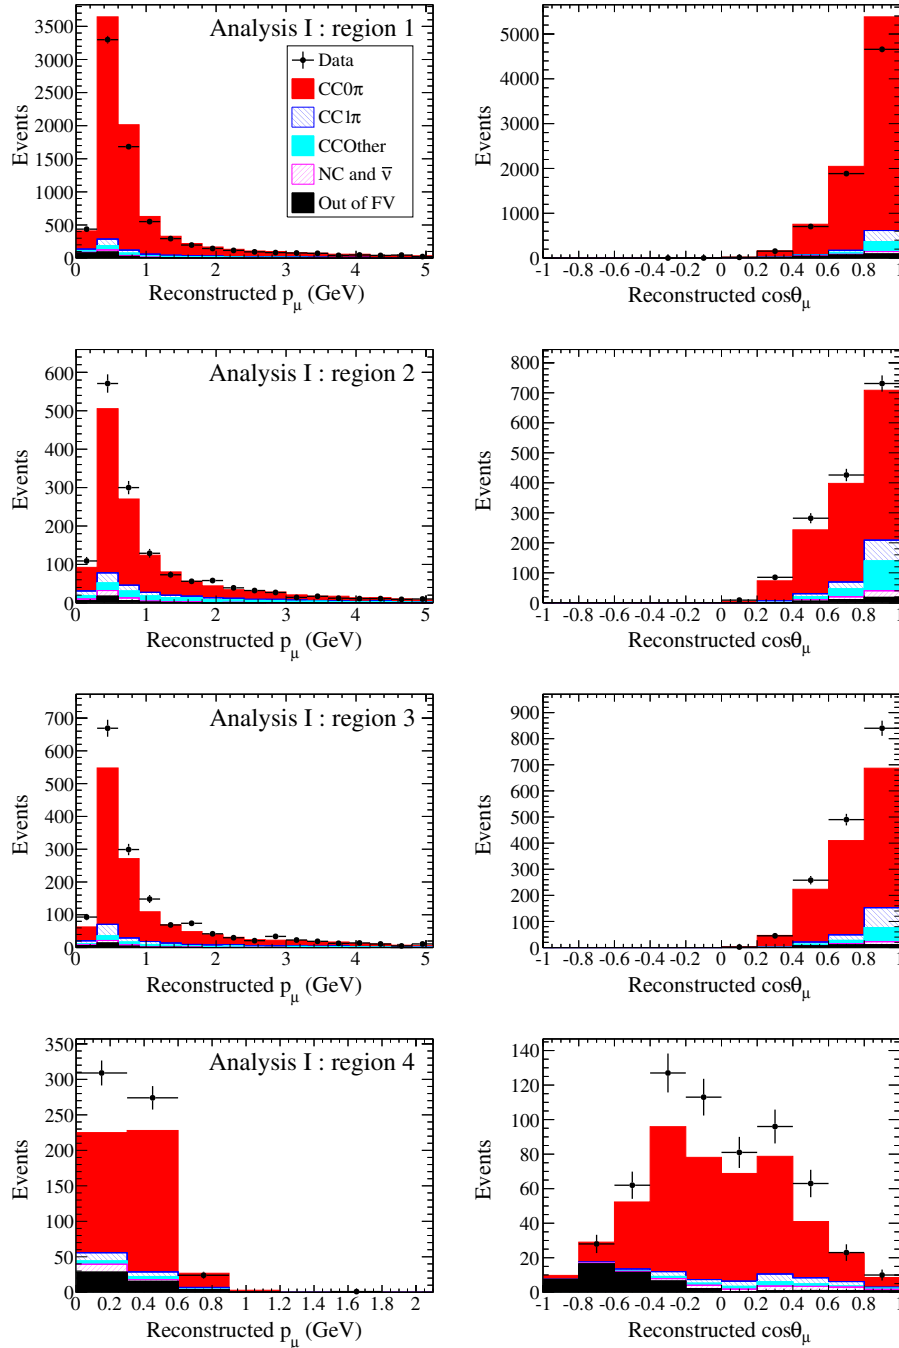 Analysis I : region 1
Data
CC0π
CC1π
CCOther
NC and ν̅
Out of FV
Events
0
500
1000
1500
2000
2500
3000
3500
0 1 2 3 4 5
Reconstructed p_μ (GeV)
Events
0
1000
2000
3000
4000
5000
-1 -0.8 -0.6 -0.4 -0.2 0 0.2 0.4 0.6 0.8 1
Reconstructed cosθ_μ
Analysis I : region 2
Events
0
100
200
300
400
500
600
0 1 2 3 4 5
Reconstructed p_μ (GeV)
Events
0
100
200
300
400
500
600
700
800
-1 -0.8 -0.6 -0.4 -0.2 0 0.2 0.4 0.6 0.8 1
Reconstructed cosθ_μ
Analysis I : region 3
Events
0
100
200
300
400
500
600
700
0 1 2 3 4 5
Reconstructed p_μ (GeV)
Events
0
100
200
300
400
500
600
700
800
900
-1 -0.8 -0.6 -0.4 -0.2 0 0.2 0.4 0.6 0.8 1
Reconstructed cosθ_μ
Analysis I : region 4
Events
0
50
100
150
200
250
300
350
0 0.2 0.4 0.6 0.8 1 1.2 1.4 1.6 1.8 2
Reconstructed p_μ (GeV)
Events
0
20
40
60
80
100
120
140
-1 -0.8 -0.6 -0.4 -0.2 0 0.2 0.4 0.6 0.8 1
Reconstructed cosθ_μ